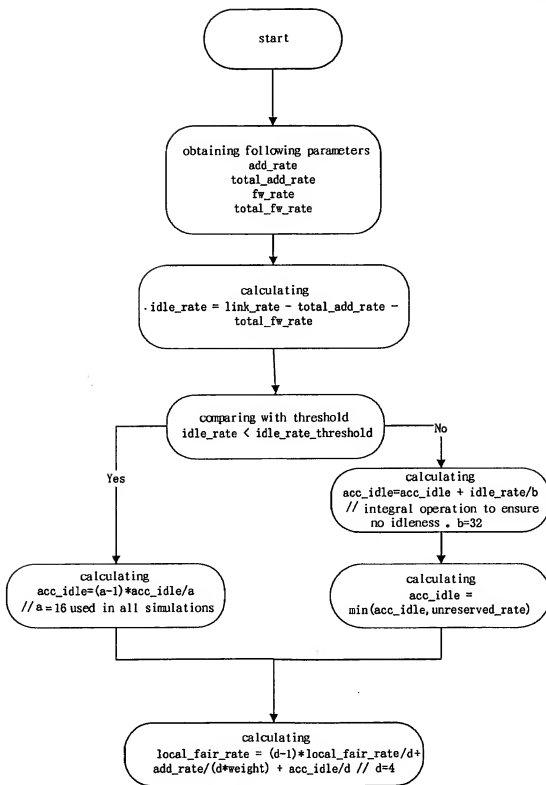 start
obtaining following parameters
add_rate
total_add_rate
fw_rate
total_fw_rate
calculating
.idle_rate = link_rate - total_add_rate -
total_fw_rate
comparing with threshold
idle_rate < idle_rate_threshold
Yes
No
calculating
acc_idle=acc_idle + idle_rate/b
// integral operation to ensure
no idleness . b=32
calculating
acc_idle=(a-1)*acc_idle/a
//a=16 used in all simulations
calculating
acc_idle =
min(acc_idle,unreserved_rate)
calculating
local_fair_rate = (d-1)*local_fair_rate/d+
add_rate/(d*weight) + acc_idle/d // d=4